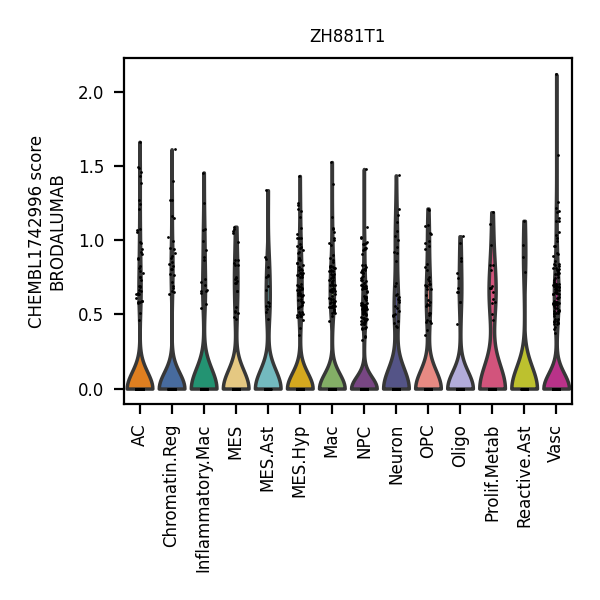 ZH881T1
CHEMBL1742996 score
BRODALUMAB
2.0
1.5
1.0
0.5
0.0
AC
Chromatin.Reg
Inflammatory.Mac
MES
MES.Ast
MES.Hyp
Mac
NPC
Neuron
OPC
Oligo
Prolif.Metab
Reactive.Ast
Vasc